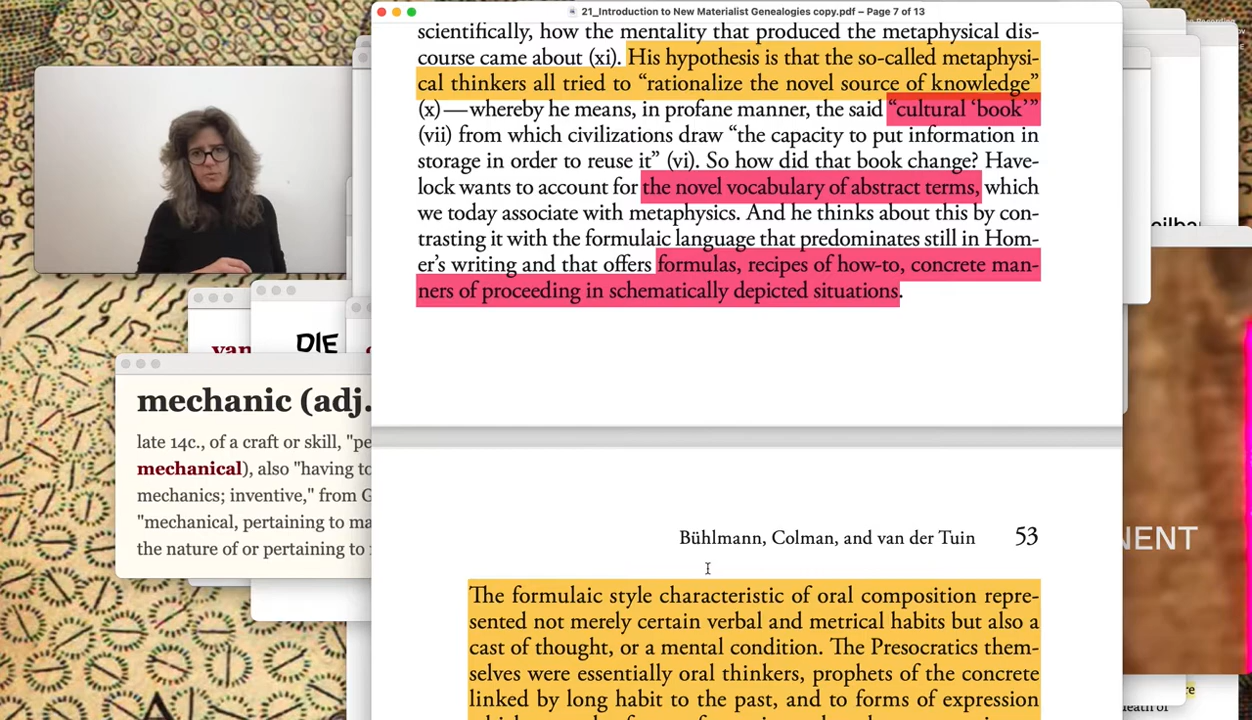 21_Introduction to New Materialist Genealogies copy.pdf – Page 7 of 13
scientifically, how the mentality that produced the metaphysical dis-
course came about (xi). His hypothesis is that the so-called metaphysi-
cal thinkers all tried to “rationalize the novel source of knowledge”
(x)—whereby he means, in profane manner, the said “cultural ‘book’”
(vii) from which civilizations draw “the capacity to put information in
storage in order to reuse it” (vi). So how did that book change? Have-
lock wants to account for the novel vocabulary of abstract terms, which
we today associate with metaphysics. And he thinks about this by con-
trasting it with the formulaic language that predominates still in Hom-
er’s writing and that offers formulas, recipes of how-to, concrete man-
ners of proceeding in schematically depicted situations.
Bühlmann, Colman, and van der Tuin 53
The formulaic style characteristic of oral composition repre-
sented not merely certain verbal and metrical habits but also a
cast of thought, or a mental condition. The Presocratics them-
selves were essentially oral thinkers, prophets of the concrete
linked by long habit to the past, and to forms of expression
van
DIE
mechanic (adj.
late 14c., of a craft or skill, "pe
mechanical), also "having to
mechanics; inventive," from G
"mechanical, pertaining to ma
the nature of or pertaining to
NENT